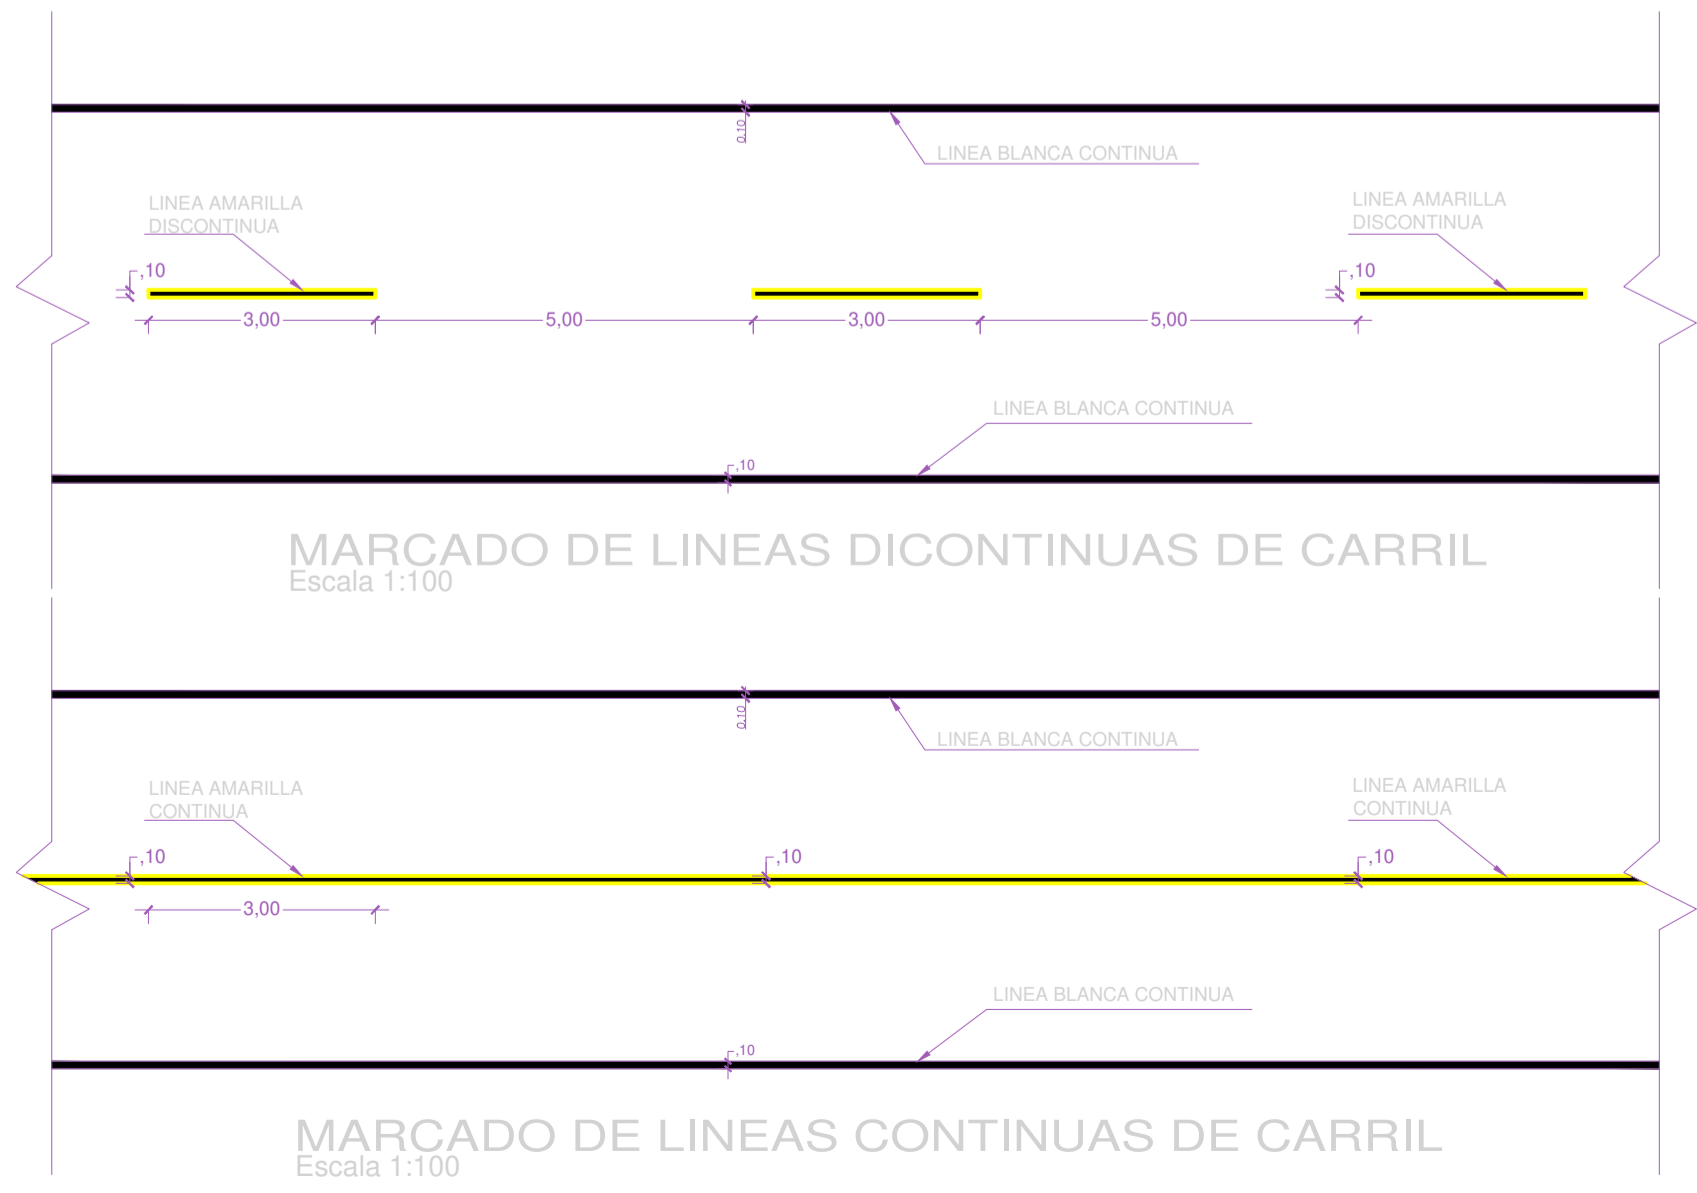 0.10
LINEA BLANCA CONTINUA
LINEA AMARILLA
DISCONTINUA
LINEA AMARILLA
DISCONTINUA
,10
,10
3,00
5,00
3,00
5,00
LINEA BLANCA CONTINUA
,10
MARCADO DE LINEAS DICONTINUAS DE CARRIL
Escala 1:100
0.10
LINEA BLANCA CONTINUA
LINEA AMARILLA
CONTINUA
LINEA AMARILLA
CONTINUA
,10
,10
,10
3,00
LINEA BLANCA CONTINUA
,10
MARCADO DE LINEAS CONTINUAS DE CARRIL
Escala 1:100